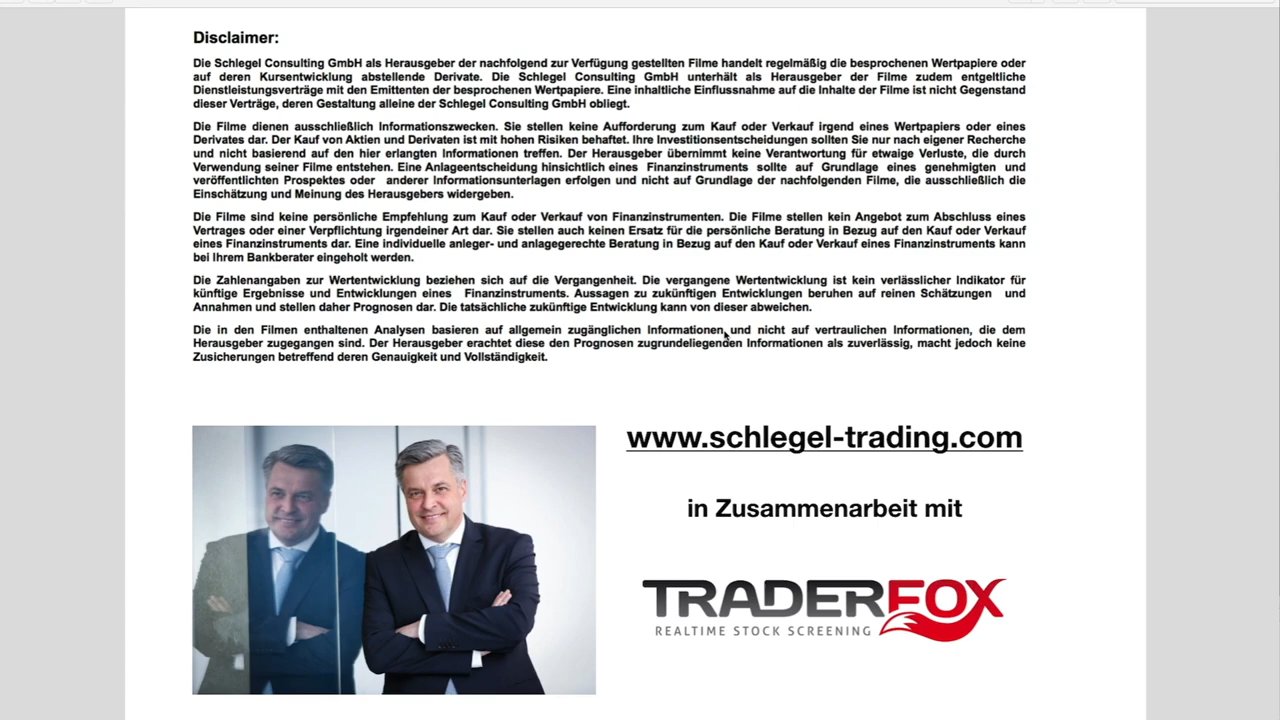 Disclaimer:
Die Schlegel Consulting GmbH als Herausgeber der nachfolgend zur Verfügung gestellten Filme handelt regelmäßig die besprochenen Wertpapiere oder
auf deren Kursentwicklung abstellende Derivate. Die Schlegel Consulting GmbH unterhält als Herausgeber der Filme zudem entgeltliche
Dienstleistungsverträge mit den Emittenten der besprochenen Wertpapiere. Eine inhaltliche Einflussnahme auf die Inhalte der Filme ist nicht Gegenstand
dieser Verträge, deren Gestaltung alleine der Schlegel Consulting GmbH obliegt.
Die Filme dienen ausschließlich Informationszwecken. Sie stellen keine Aufforderung zum Kauf oder Verkauf irgend eines Wertpapiers oder eines
Derivates dar. Der Kauf von Aktien und Derivaten ist mit hohen Risiken behaftet. Ihre Investitionsentscheidungen sollten Sie nur nach eigener Recherche
und nicht basierend auf den hier erlangten Informationen treffen. Der Herausgeber übernimmt keine Verantwortung für etwaige Verluste, die durch
Verwendung seiner Filme entstehen. Eine Anlageentscheidung hinsichtlich eines Finanzinstruments sollte auf Grundlage eines genehmigten und
veröffentlichten Prospektes oder anderer Informationsunterlagen erfolgen und nicht auf Grundlage der nachfolgenden Filme, die ausschließlich die
Einschätzung und Meinung des Herausgebers widergeben.
Die Filme sind keine persönliche Empfehlung zum Kauf oder Verkauf von Finanzinstrumenten. Die Filme stellen kein Angebot zum Abschluss eines
Vertrages oder einer Verpflichtung irgendeiner Art dar. Sie stellen auch keinen Ersatz für die persönliche Beratung in Bezug auf den Kauf oder Verkauf
eines Finanzinstruments dar. Eine individuelle anleger- und anlagegerechte Beratung in Bezug auf den Kauf oder Verkauf eines Finanzinstruments kann
bei Ihrem Bankberater eingeholt werden.
Die Zahlenangaben zur Wertentwicklung beziehen sich auf die Vergangenheit. Die vergangene Wertentwicklung ist kein verlässlicher Indikator für
künftige Ergebnisse und Entwicklungen eines Finanzinstruments. Aussagen zu zukünftigen Entwicklungen beruhen auf reinen Schätzungen und
Annahmen und stellen daher Prognosen dar. Die tatsächliche zukünftige Entwicklung kann von dieser abweichen.
Die in den Filmen enthaltenen Analysen basieren auf allgemein zugänglichen Informationen und nicht auf vertraulichen Informationen, die dem
Herausgeber zugegangen sind. Der Herausgeber erachtet diese den Prognosen zugrundeliegenden Informationen als zuverlässig, macht jedoch keine
Zusicherungen betreffend deren Genauigkeit und Vollständigkeit.
www.schlegel-trading.com
in Zusammenarbeit mit
TRADERFOX
REALTIME STOCK SCREENING